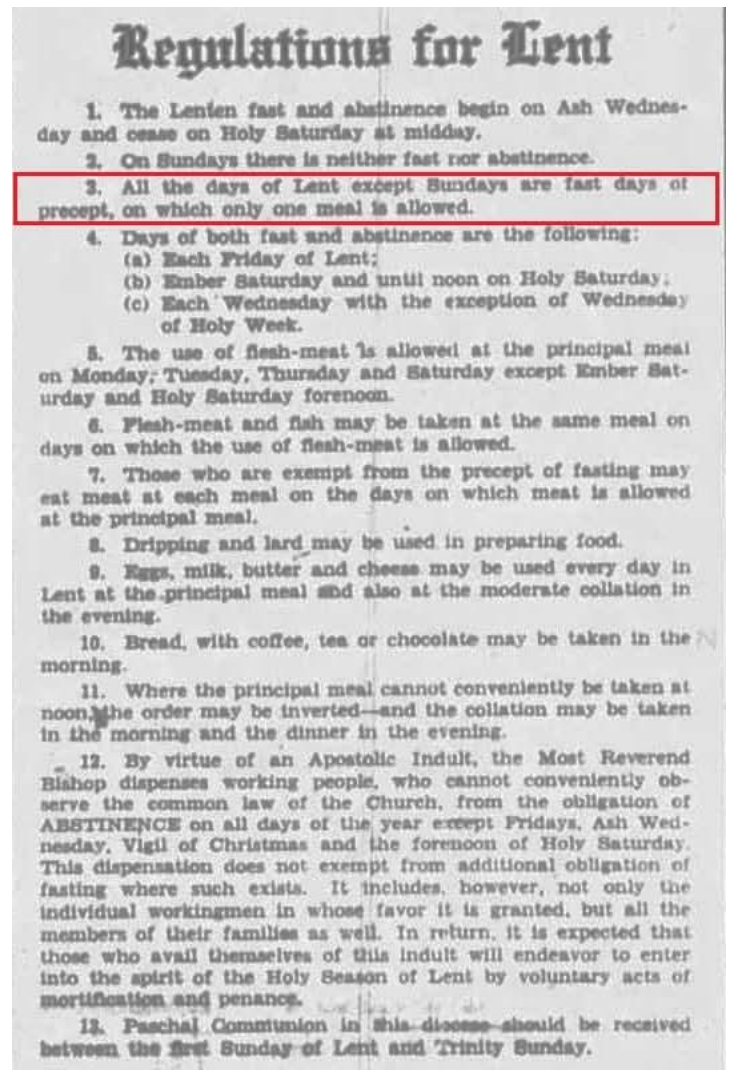 Regulations for Lent
1. The Lenten fast and abstinence begin on Ash Wednes-
day and cease on Holy Saturday at midday.
2. On Sundays there is neither fast nor abstinence.
3. All the days of Lent except Sundays are fast days of
precept, on which only one meal is allowed.
4. Days of both fast and abstinence are the following:
(a) Each Friday of Lent;
(b) Ember Saturday and until noon on Holy Saturday;
(c) Each Wednesday with the exception of Wednesday
of Holy Week.
5. The use of flesh-meat is allowed at the principal meal
on Monday, Tuesday, Thursday and Saturday except Ember Sat-
urday and Holy Saturday forenoon.
6. Flesh-meat and fish may be taken at the same meal on
days on which the use of flesh-meat is allowed.
7. Those who are exempt from the precept of fasting may
eat meat at each meal on the days on which meat is allowed
at the principal meal.
8. Dripping and lard may be used in preparing food.
9. Eggs, milk, butter and cheese may be used every day in
Lent at the principal meal and also at the moderate collation in
the evening.
10. Bread, with coffee, tea or chocolate may be taken in the
morning.
11. Where the principal meal cannot conveniently be taken at
noon, the order may be inverted—and the collation may be taken
in the morning and the dinner in the evening.
12. By virtue of an Apostolic Indult, the Most Reverend
Bishop dispenses working people, who cannot conveniently ob-
serve the common law of the Church, from the obligation of
ABSTINENCE on all days of the year except Fridays, Ash Wed-
nesday, Vigil of Christmas and the forenoon of Holy Saturday.
This dispensation does not exempt from additional obligation of
fasting where such exists. It includes, however, not only the
individual workingmen in whose favor it is granted, but all the
members of their families as well. In return, it is expected that
those who avail themselves of this indult will endeavor to enter
into the spirit of the Holy Season of Lent by voluntary acts of
mortification and penance.
13. Paschal Communion in this diocese should be received
between the first Sunday of Lent and Trinity Sunday.